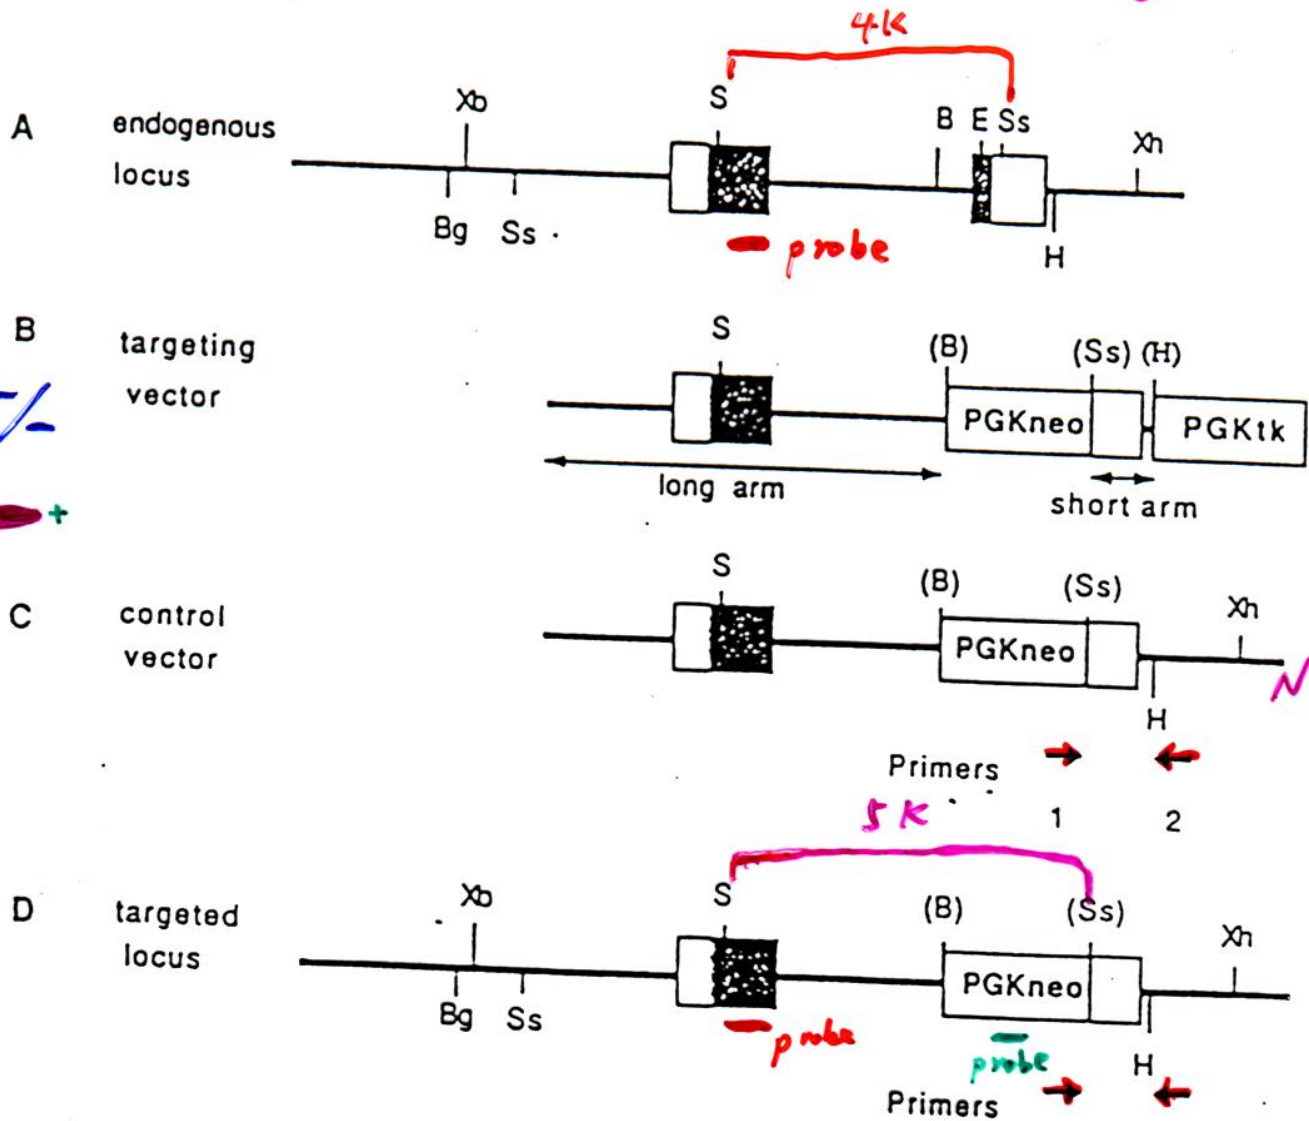 4K
S
Xb
B E Ss
A endogenous
locus
Xh
Bg Ss
H
probe
B targeting
vector
S
(B) (Ss) (H)
PGKneo PGKtk
long arm
short arm
+
C control
vector
S
(B) (Ss)
Xh
PGKneo
N
H
Primers
1 2
5K
D targeted
locus
Xb
S
(B) (Ss)
Xh
PGKneo
Bg Ss
probe
probe
H
Primers